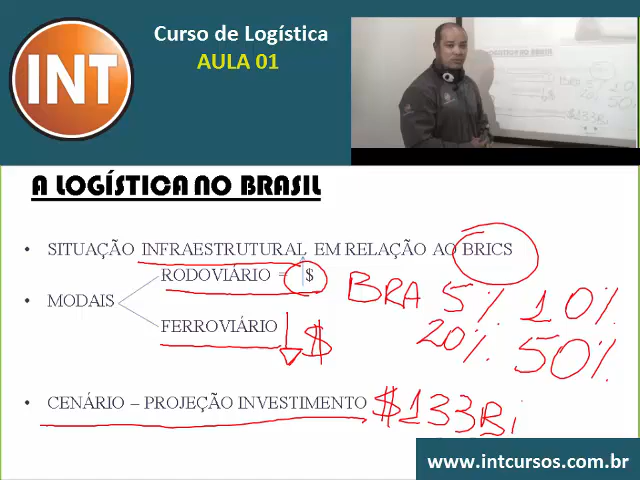 Curso de Logística
AULA 01
INT
A LOGÍSTICA NO BRASIL
• SITUAÇÃO INFRAESTRUTURAL EM RELAÇÃO AO BRICS
RODOVIÁRIO = $
BRA 5% 10%
• MODAIS
FERROVIÁRIO $ 20% 50%
• CENÁRIO – PROJEÇÃO INVESTIMENTO $133Bi
www.intcursos.com.br